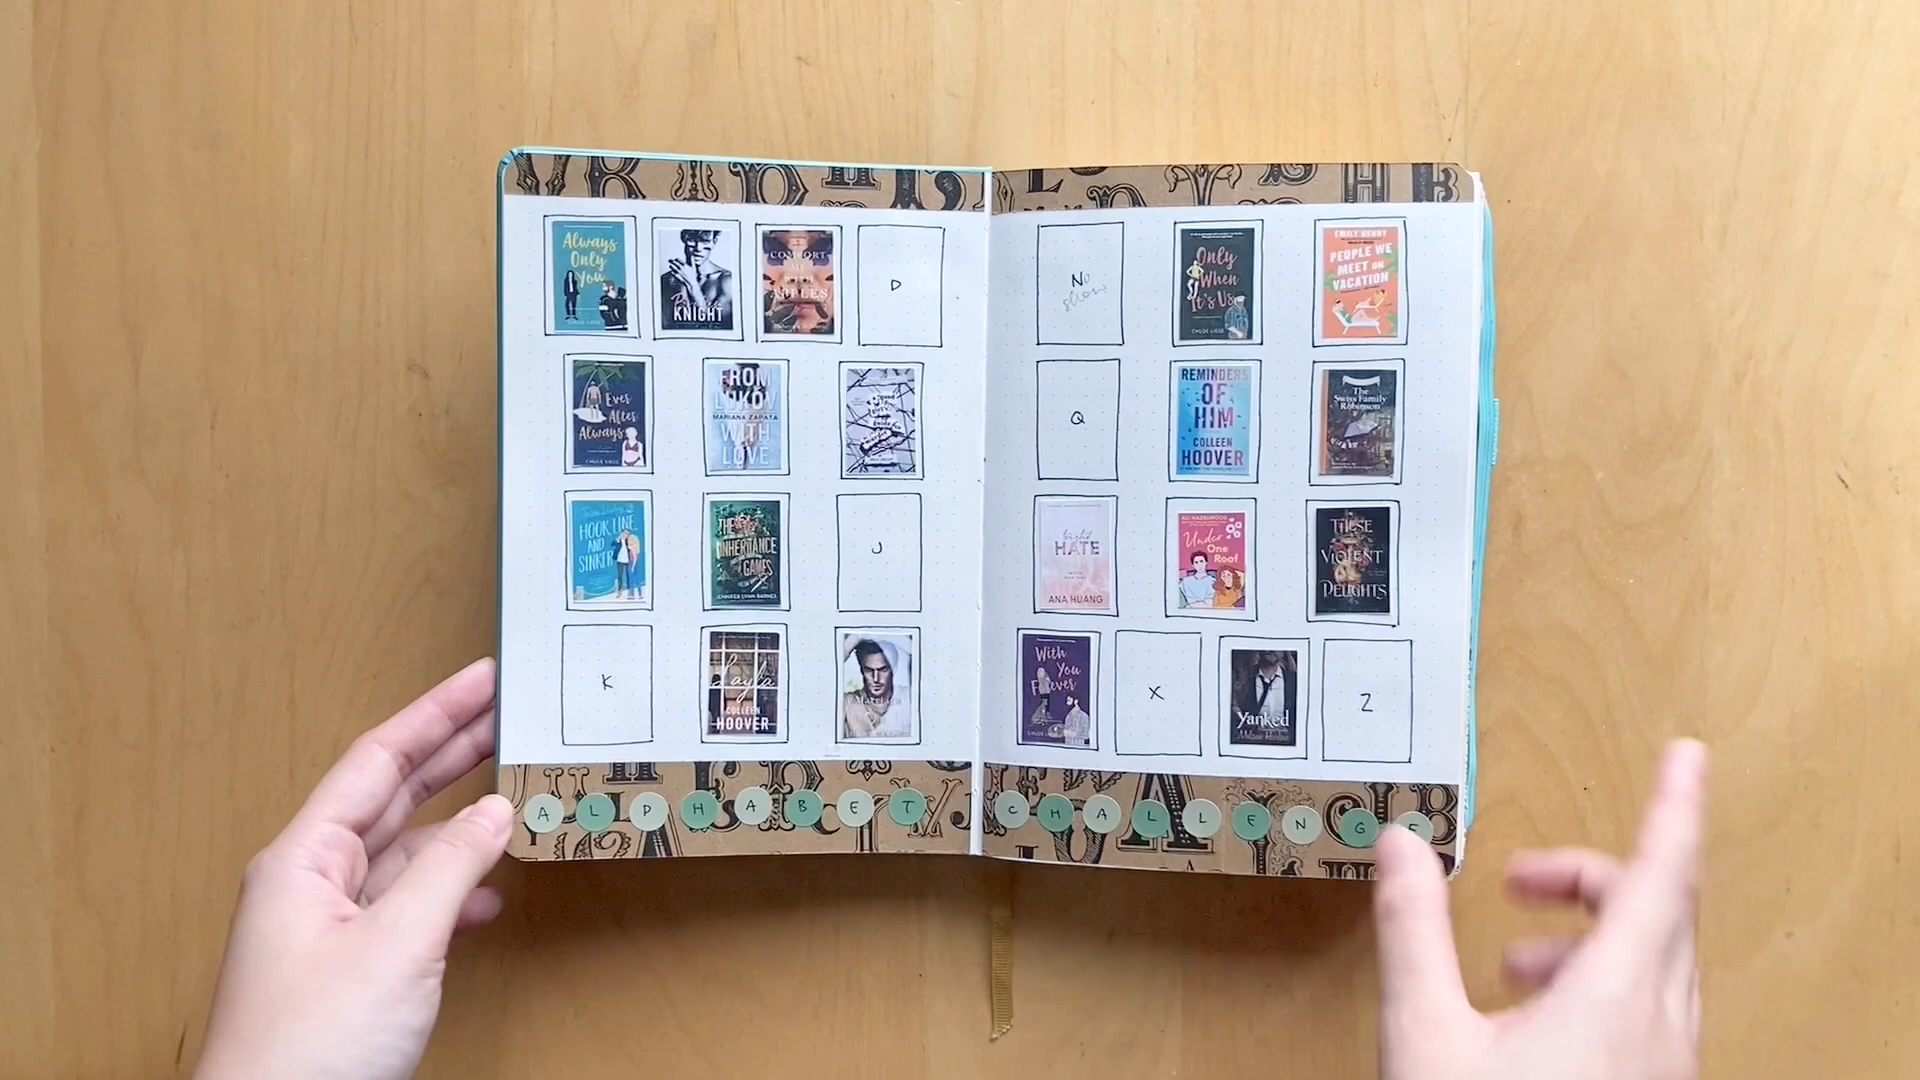 Always
Only
You
CHLOE LIESE
KNIGHT
COMFORT
ME
WITH
APPLES
D
Ever
After
Always
CHLOE LIESE
FROM
LUKOV
MARIANA ZAPATA
WITH
LOVE
HOOK, LINE,
AND
SINKER
THE
INHERITANCE
GAMES
JENNIFER LYNN BARNES
J
K
Layla
COLLEEN
HOOVER
No
show
Only
When
It's Us
CHLOE LIESE
EMILY HENRY
PEOPLE WE
MEET ON
VACATION
Q
REMINDERS
OF
HIM
COLLEEN
HOOVER
The
Swiss Family
Robinson
HATE
ANA HUANG
ALI HAZELWOOD
Under
One
Roof
THESE
VIOLENT
DELIGHTS
With
You
Forever
X
Yanked
Z
ALPHABET
CHALLENGE